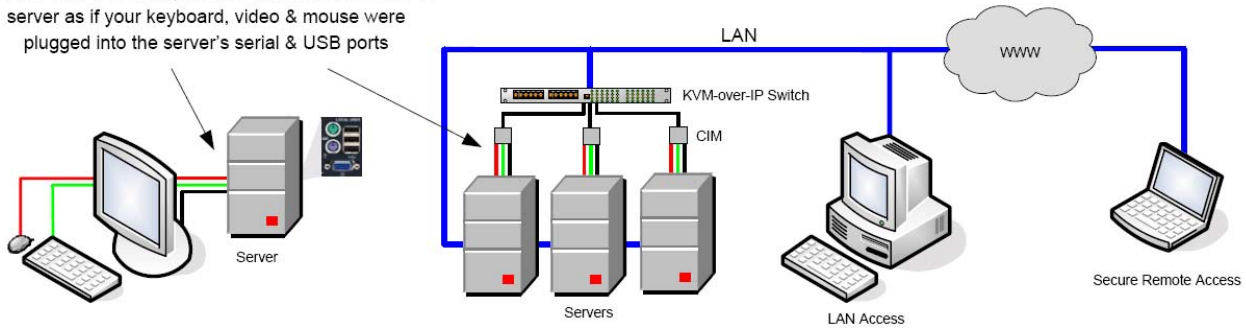 server as if your keyboard, video & mouse were
plugged into the server's serial & USB ports
LAN
WWW
KVM-over-IP Switch
CIM
Server
Servers
LAN Access
Secure Remote Access